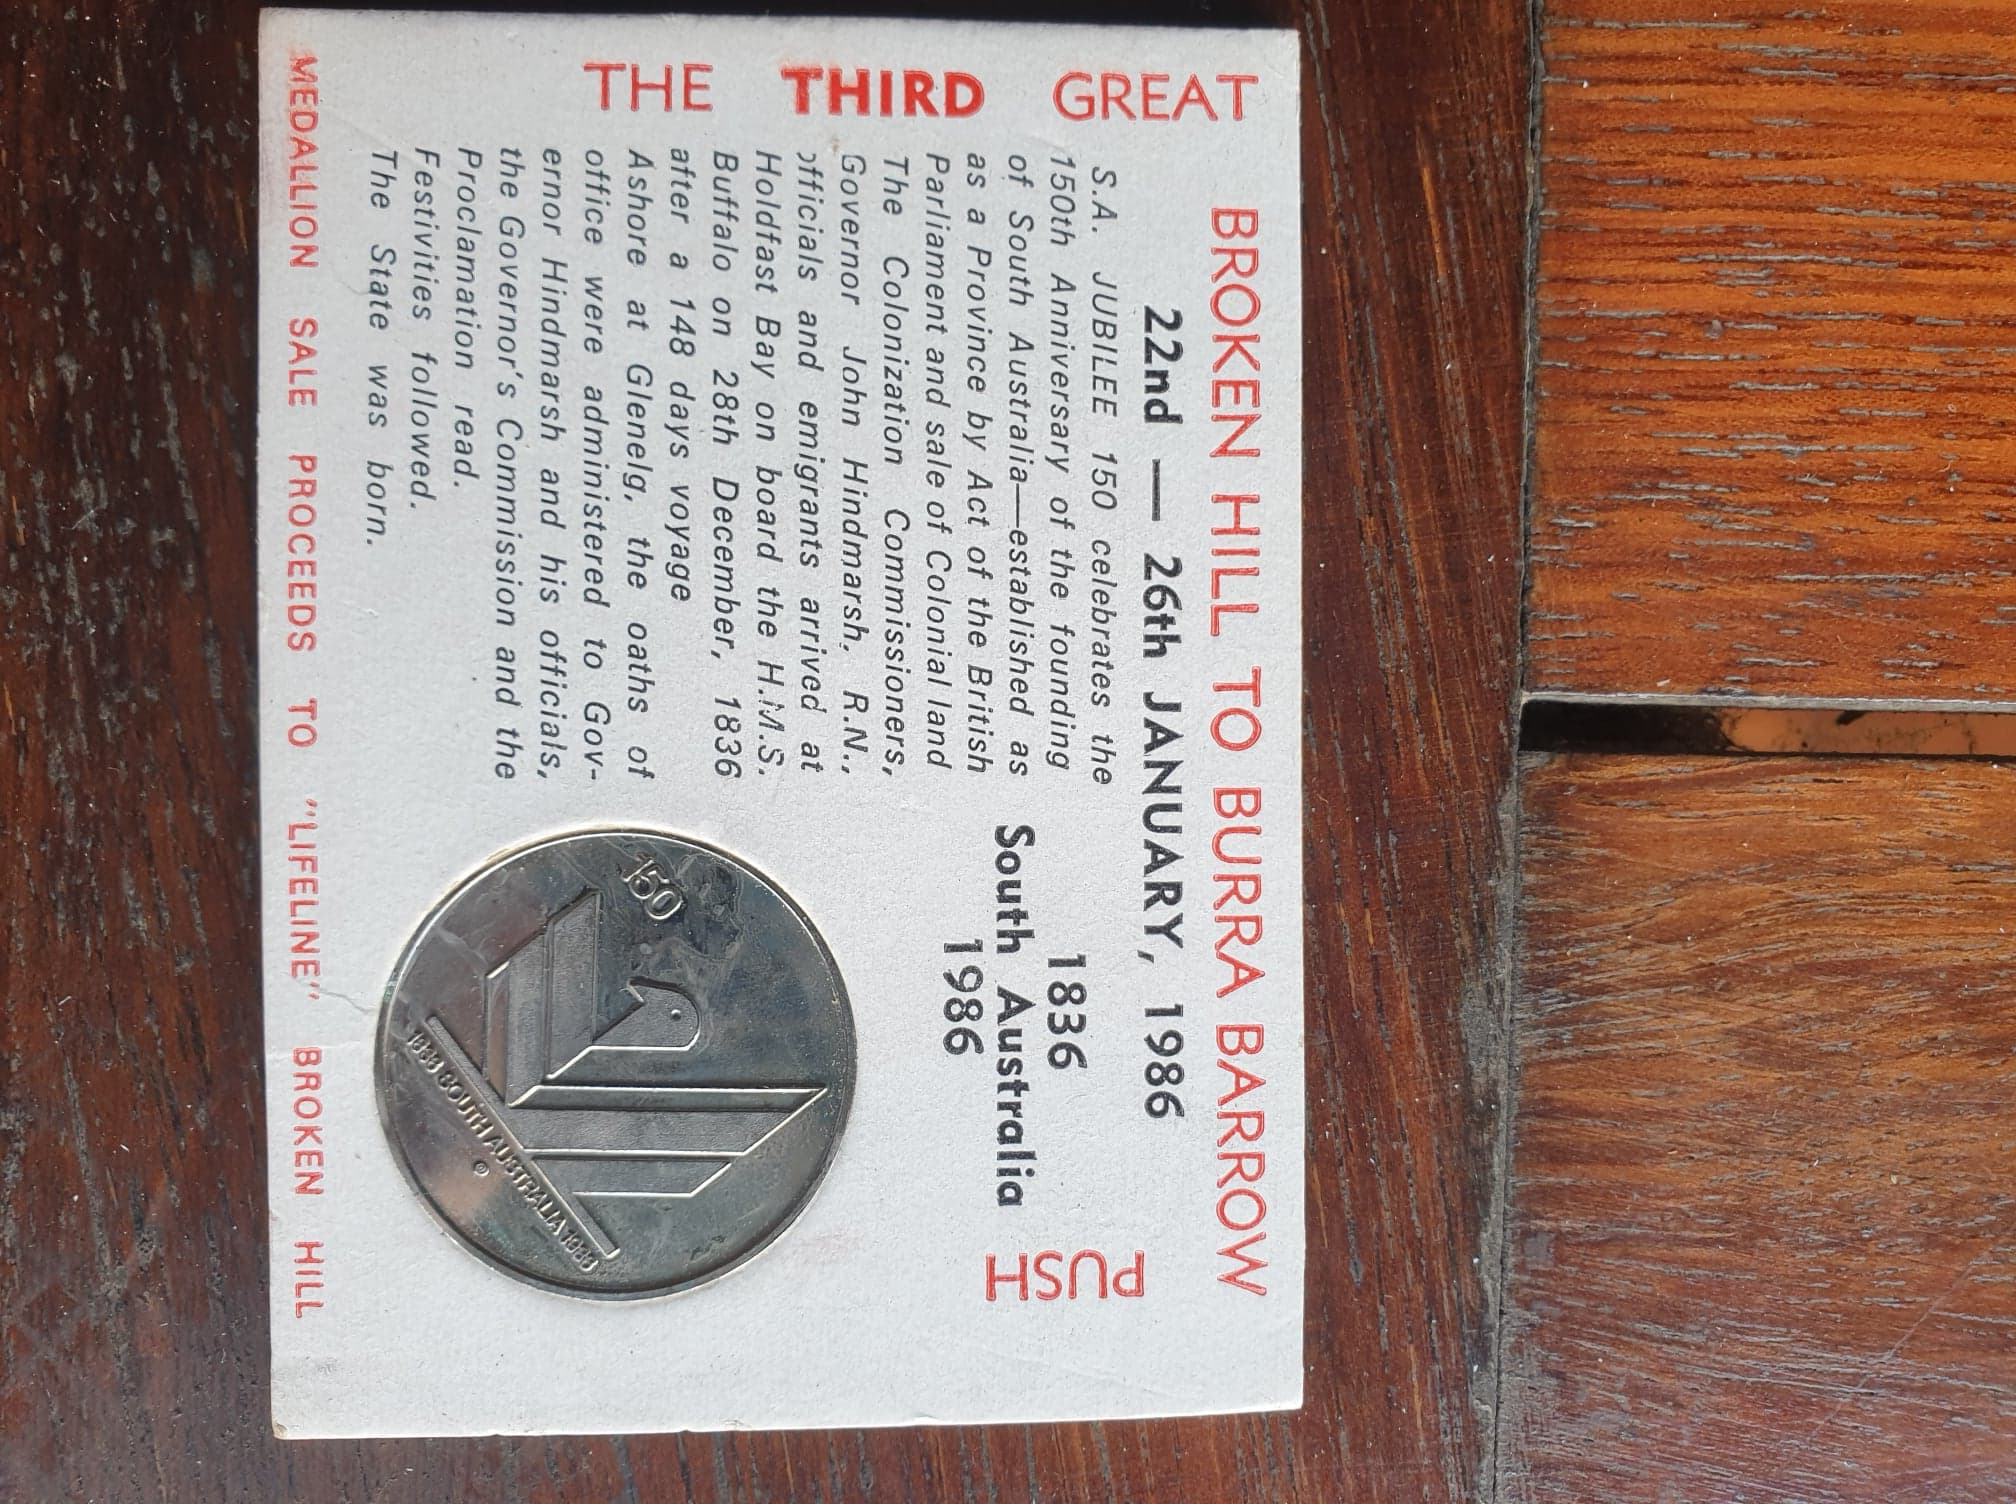 THE THIRD GREAT
BROKEN HILL TO BURRA BARROW
PUSH
22nd — 26th JANUARY, 1986
S.A. JUBILEE 150 celebrates the
150th Anniversary of the founding
of South Australia—established as
as a Province by Act of the British
Parliament and sale of Colonial land
The Colonization Commissioners,
Governor John Hindmarsh, R.N.,
officials and emigrants arrived at
Holdfast Bay on board the H.M.S.
Buffalo on 28th December, 1836
after a 148 days voyage
Ashore at Glenelg, the oaths of
office were administered to Gov-
ernor Hindmarsh and his officials,
the Governor's Commission and the
Proclamation read.
Festivities followed.
The State was born.
1836
South Australia
1986
150
1836 SOUTH AUSTRALIA 1986
®
MEDALLION SALE PROCEEDS TO "LIFELINE" BROKEN HILL